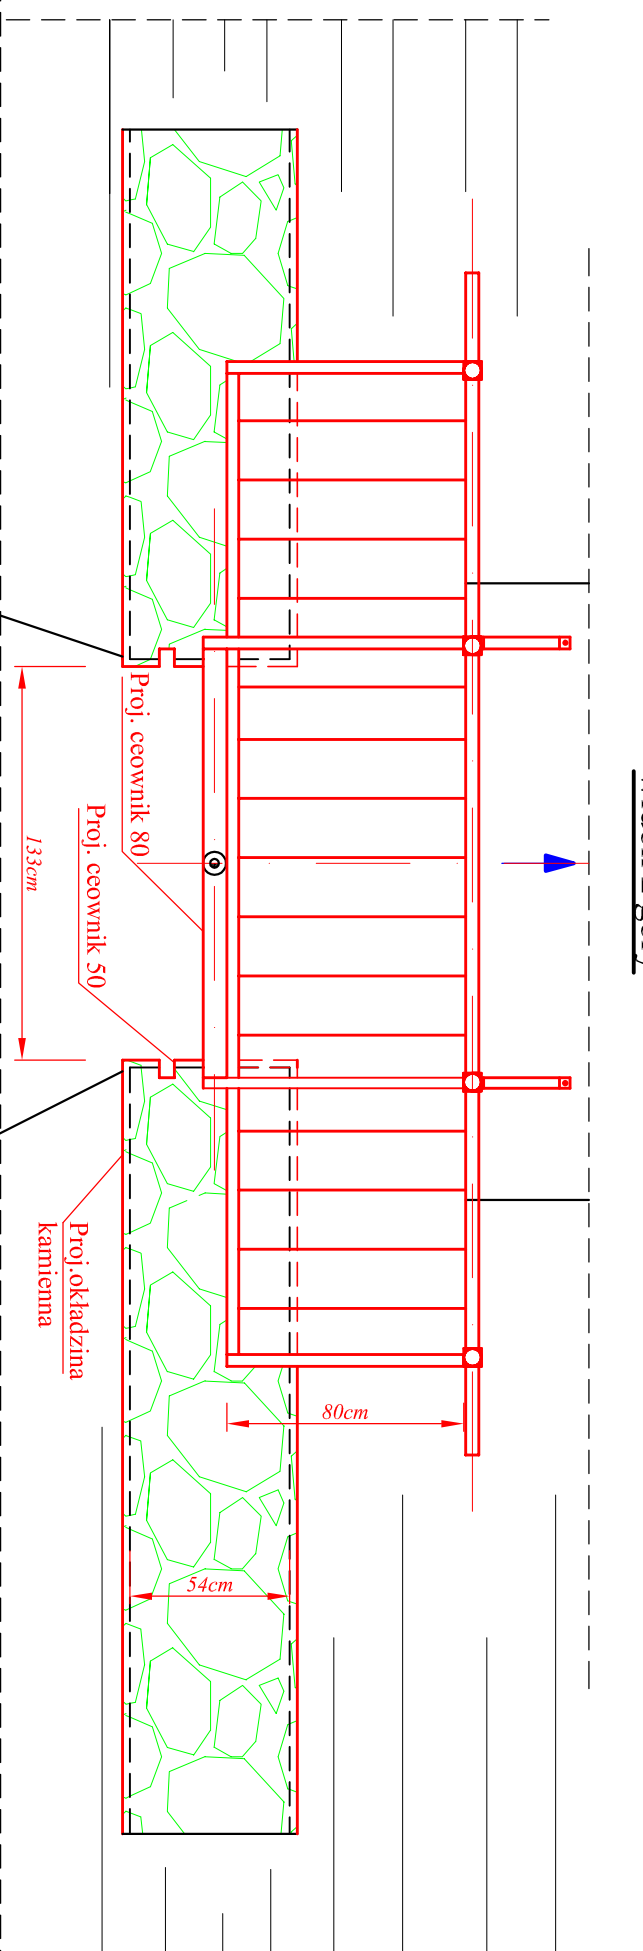 Proj. ceownik 80
Proj. ceownik 50
133cm
Proj.okładzina
kamienna
80cm
54cm